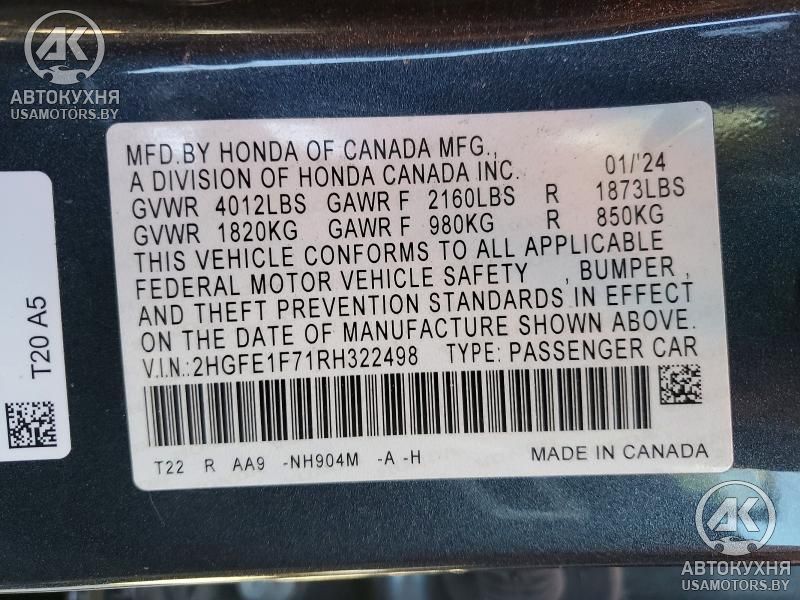 AK
АВТОКУХНЯ
USAMOTORS.BY
MFD.BY HONDA OF CANADA MFG.,
A DIVISION OF HONDA CANADA INC. 01/'24
GVWR 4012LBS GAWR F 2160LBS R 1873LBS
GVWR 1820KG GAWR F 980KG R 850KG
THIS VEHICLE CONFORMS TO ALL APPLICABLE
FEDERAL MOTOR VEHICLE SAFETY , BUMPER ,
AND THEFT PREVENTION STANDARDS IN EFFECT
ON THE DATE OF MANUFACTURE SHOWN ABOVE.
V.I.N.:2HGFE1F71RH322498 TYPE: PASSENGER CAR
T22 R AA9 -NH904M -A -H MADE IN CANADA
T20 A5
AK
АВТОКУХНЯ
USAMOTORS.BY